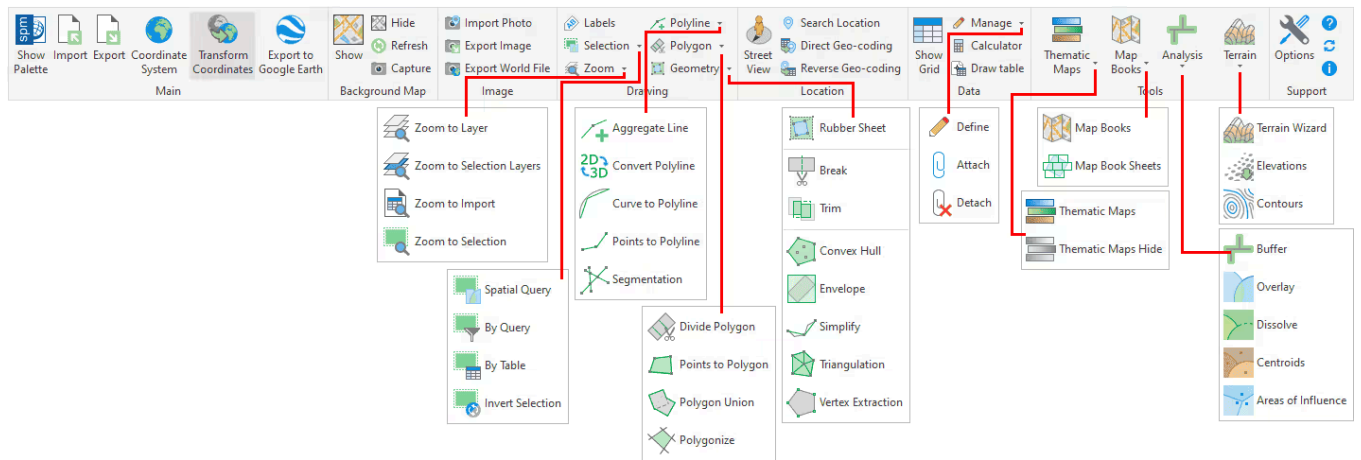 spm
Show Palette
Import
Export
Coordinate System
Transform Coordinates
Export to Google Earth
Main
Show
Hide
Refresh
Capture
Background Map
Import Photo
Export Image
Export World File
Image
Labels
Selection
Zoom
Polyline
Polygon
Geometry
Drawing
Street View
Search Location
Direct Geo-coding
Reverse Geo-coding
Location
Show Grid
Manage
Calculator
Draw table
Data
Thematic Maps
Map Books
Analysis
Terrain
Tools
Options
Support
Zoom to Layer
Zoom to Selection Layers
Zoom to Import
Zoom to Selection
Spatial Query
By Query
By Table
Invert Selection
Aggregate Line
2D
3D
Convert Polyline
Curve to Polyline
Points to Polyline
Segmentation
Divide Polygon
Points to Polygon
Polygon Union
Polygonize
Rubber Sheet
Break
Trim
Convex Hull
Envelope
Simplify
Triangulation
Vertex Extraction
Define
Attach
Detach
Map Books
Map Book Sheets
Thematic Maps
Thematic Maps Hide
Terrain Wizard
Elevations
Contours
Buffer
Overlay
Dissolve
Centroids
Areas of Influence